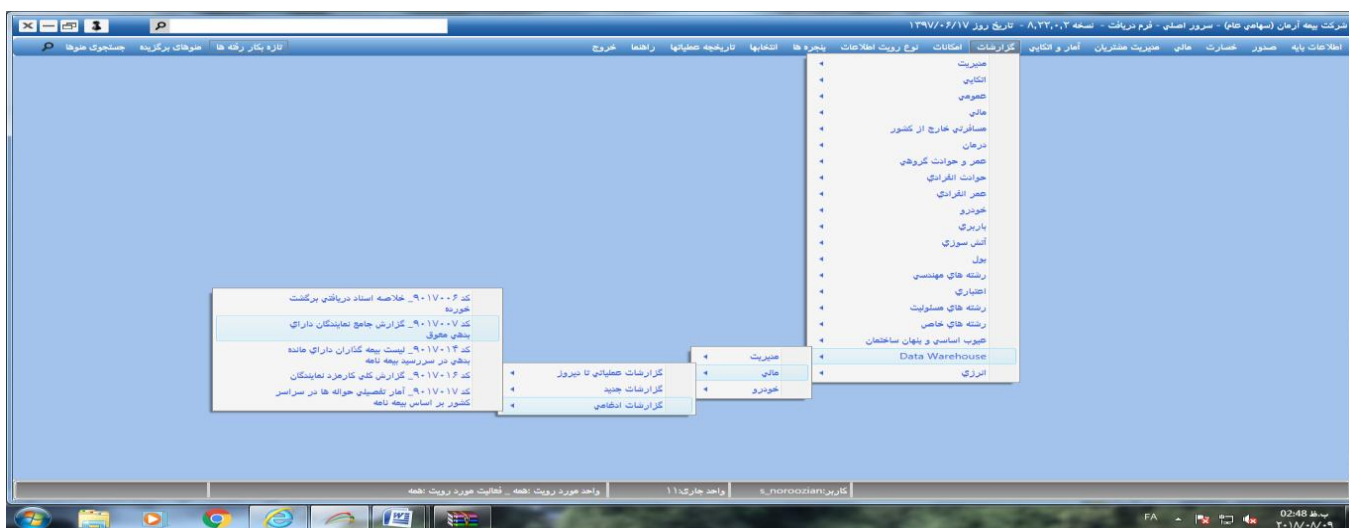 شرکت بیمه آرمان (سهامی عام) - سرور اصلی - فرم دریافت - نسخه ۸,۲۲,۰,۲ - تاریخ روز ۱۳۹۷/۰۶/۱۷
اطلاعات پایه صدور خسارت مالی مدیریت مشتریان آمار و اتکایی گزارشات امکانات نوع رویت اطلاعات پنجره ها انتخابها تاریخچه عملیاتها راهنما خروج تازه بکار رفته ها منوهای برگزیده جستجوی منوها
مدیریت
اتکایی
عمومی
مالی
مسافرتی خارج از کشور
درمان
عمر و حوادث گروهی
حوادث انفرادی
عمر انفرادی
خودرو
باربری
آتش سوزی
پول
رشته های مهندسی
اعتباری
رشته های مسئولیت
رشته های خاص
عیوب اساسی و پنهان ساختمان
Data Warehouse
انرژی
مدیریت
مالی
خودرو
گزارشات عملیاتی تا دیروز
گزارشات جدید
گزارشات ادغامی
کد ۹۰۱۷۰۰۶_ خلاصه اسناد دریافتی برگشت
خورده
کد ۹۰۱۷۰۰۷_ گزارش جامع نمایندگان دارای
بدهی معوق
کد ۹۰۱۷۰۱۴_ لیست بیمه گذاران دارای مانده
بدهی در سررسید بیمه نامه
کد ۹۰۱۷۰۱۶_ گزارش کلی کارمزد نمایندگان
کد ۹۰۱۷۰۱۷_ آمار تفصیلی حواله ها در سراسر
کشور بر اساس بیمه نامه
کاربر:s_noroozian واحد جاری:۱۱ واحد مورد رویت :همه _ فعالیت مورد رویت :همه
FA
02:48 ب.ظ
۲۰۱۸/۰۸/۰۹